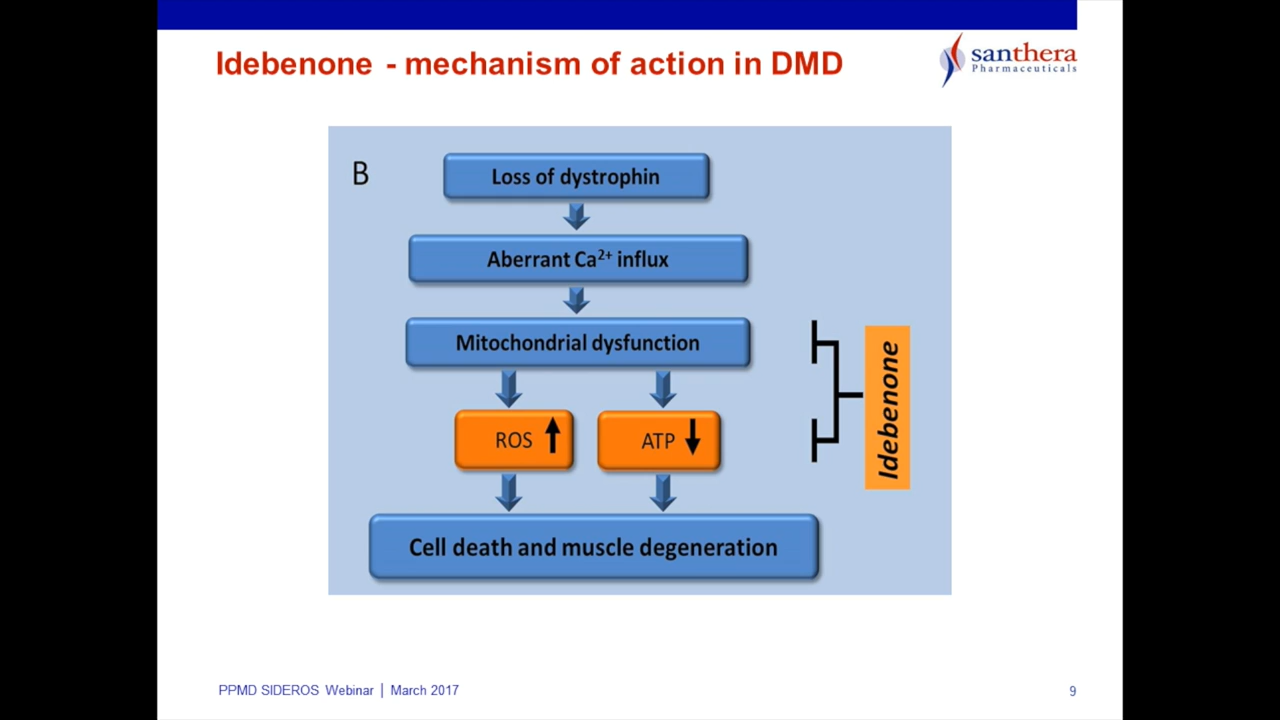 Idebenone - mechanism of action in DMD
santhera
Pharmaceuticals
B
Loss of dystrophin
Aberrant Ca²⁺ influx
Mitochondrial dysfunction
ROS
ATP
Idebenone
Cell death and muscle degeneration
PPMD SIDEROS Webinar | March 2017
9